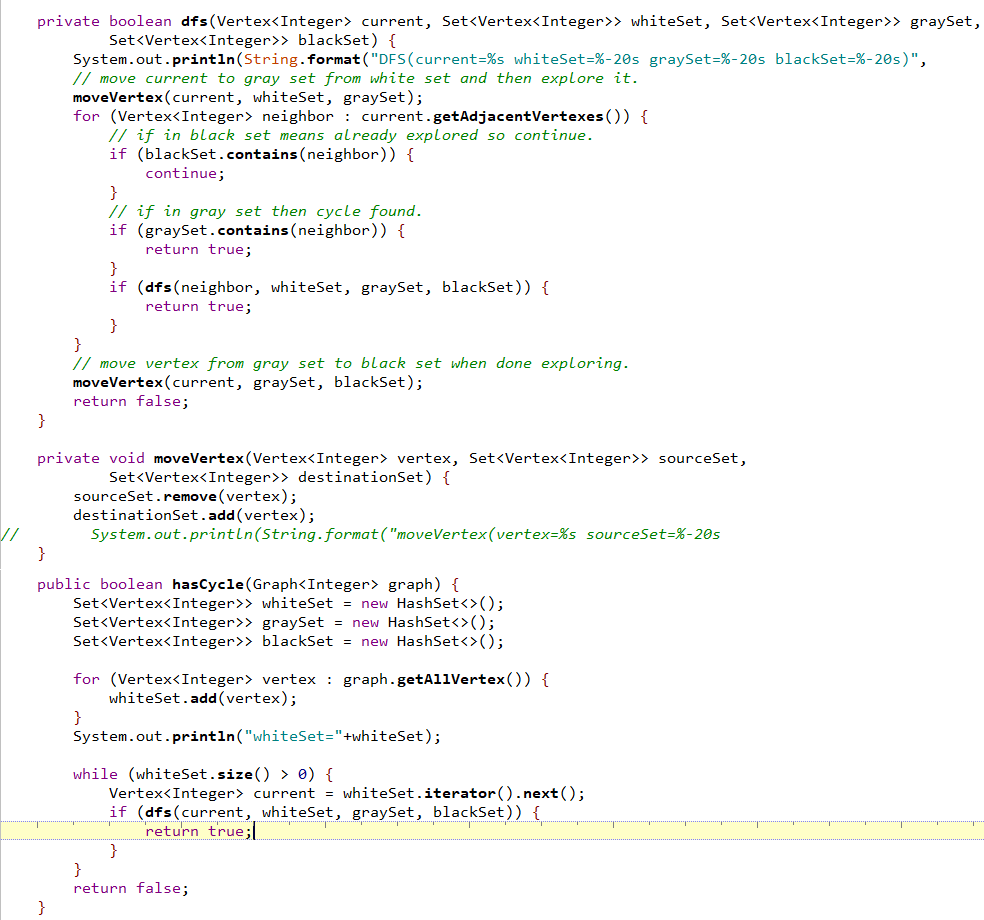 private boolean dfs(Vertex<Integer> current, Set<Vertex<Integer>> whiteSet, Set<Vertex<Integer>> graySet,
        Set<Vertex<Integer>> blackSet) {
    System.out.println(String.format("DFS(current=%s whiteSet=%-20s graySet=%-20s blackSet=%-20s)",
    // move current to gray set from white set and then explore it.
    moveVertex(current, whiteSet, graySet);
    for (Vertex<Integer> neighbor : current.getAdjacentVertexes()) {
        // if in black set means already explored so continue.
        if (blackSet.contains(neighbor)) {
            continue;
        }
        // if in gray set then cycle found.
        if (graySet.contains(neighbor)) {
            return true;
        }
        if (dfs(neighbor, whiteSet, graySet, blackSet)) {
            return true;
        }
    }
    // move vertex from gray set to black set when done exploring.
    moveVertex(current, graySet, blackSet);
    return false;
}

private void moveVertex(Vertex<Integer> vertex, Set<Vertex<Integer>> sourceSet,
        Set<Vertex<Integer>> destinationSet) {
    sourceSet.remove(vertex);
    destinationSet.add(vertex);
//        System.out.println(String.format("moveVertex(vertex=%s sourceSet=%-20s
}
public boolean hasCycle(Graph<Integer> graph) {
    Set<Vertex<Integer>> whiteSet = new HashSet<>();
    Set<Vertex<Integer>> graySet = new HashSet<>();
    Set<Vertex<Integer>> blackSet = new HashSet<>();

    for (Vertex<Integer> vertex : graph.getAllVertex()) {
        whiteSet.add(vertex);
    }
    System.out.println("whiteSet="+whiteSet);

    while (whiteSet.size() > 0) {
        Vertex<Integer> current = whiteSet.iterator().next();
        if (dfs(current, whiteSet, graySet, blackSet)) {
            return true;
        }
    }
    return false;
}